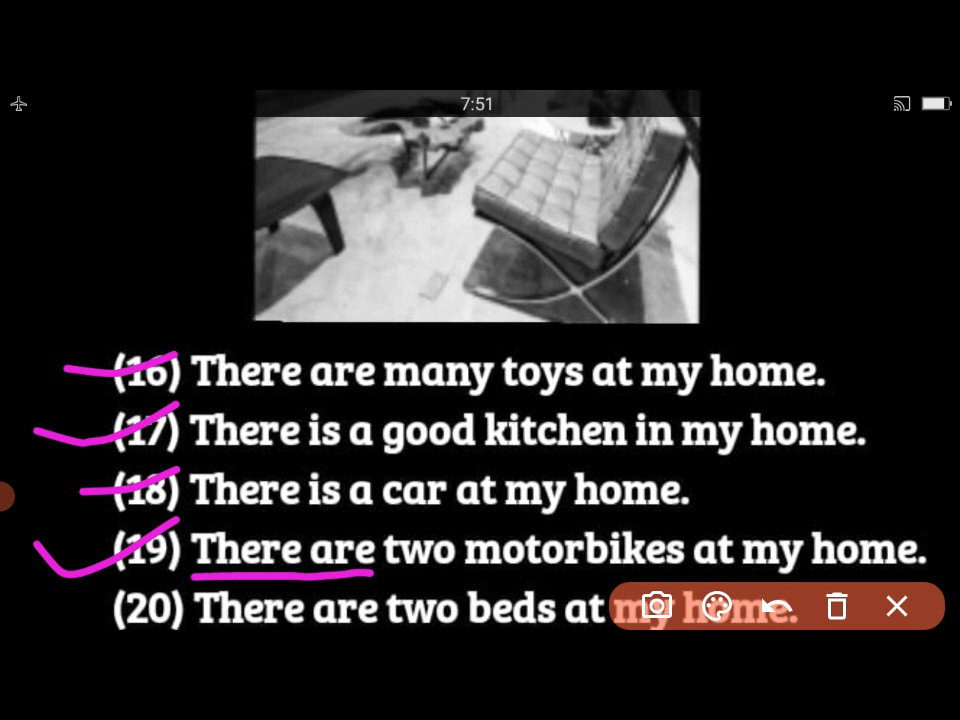 7:51
(16) There are many toys at my home.
(17) There is a good kitchen in my home.
(18) There is a car at my home.
(19) There are two motorbikes at my home.
(20) There are two beds at my home.